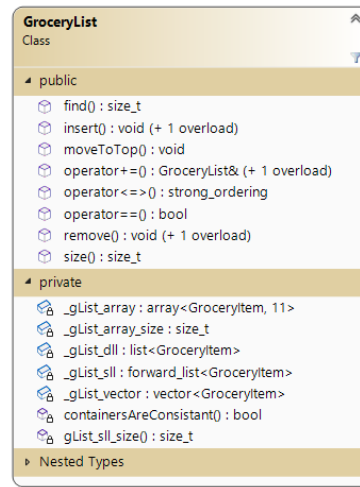 GroceryList
Class
public
find() : size_t
insert() : void (+ 1 overload)
moveToTop() : void
operator+=() : GroceryList& (+ 1 overload)
operator<=>() : strong_ordering
operator==() : bool
remove() : void (+ 1 overload)
size() : size_t
private
_gList_array : array<GroceryItem, 11>
_gList_array_size : size_t
_gList_dll : list<GroceryItem>
_gList_sll : forward_list<GroceryItem>
_gList_vector : vector<GroceryItem>
containersAreConsistant() : bool
gList_sll_size() : size_t
Nested Types